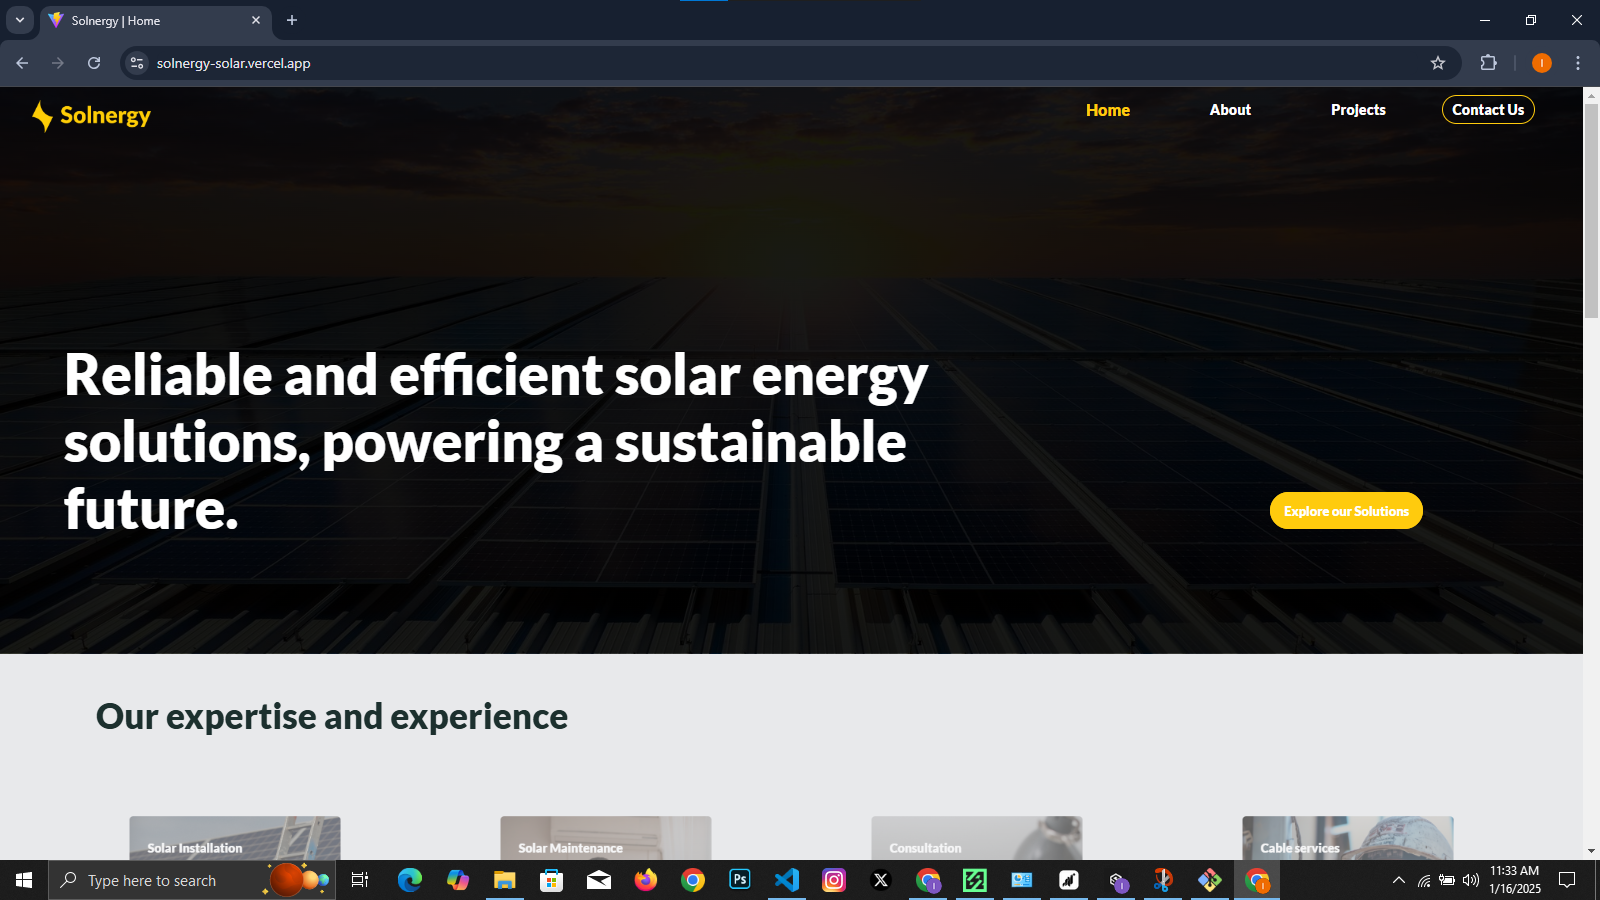 Solnergy | Home
solnergy-solar.vercel.app
I
Solnergy
Home
About
Projects
Contact Us
Reliable and efficient solar energy
solutions, powering a sustainable
future.
Explore our Solutions
Our expertise and experience
Solar Installation
Solar Maintenance
Consultation
Cable services
Type here to search
Ps
I
I
I
11:33 AM
1/16/2025